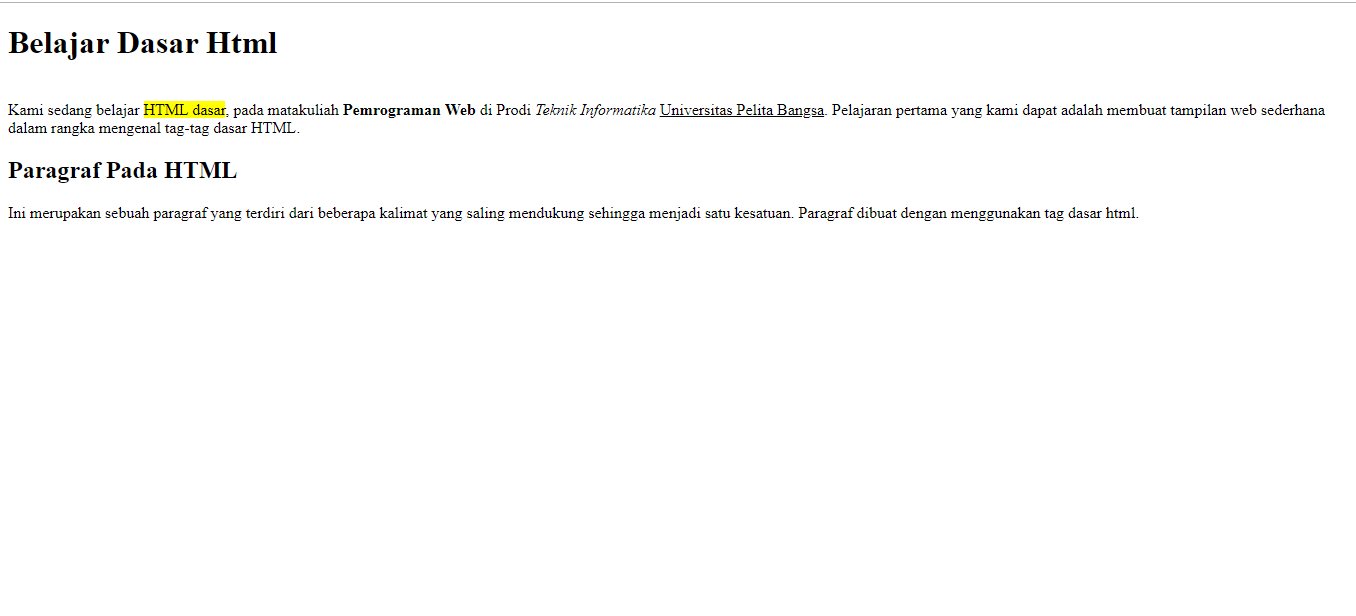 Belajar Dasar Html
Kami sedang belajar HTML dasar, pada matakuliah Pemrograman Web di Prodi Teknik Informatika Universitas Pelita Bangsa. Pelajaran pertama yang kami dapat adalah membuat tampilan web sederhana
dalam rangka mengenal tag-tag dasar HTML.
Paragraf Pada HTML
Ini merupakan sebuah paragraf yang terdiri dari beberapa kalimat yang saling mendukung sehingga menjadi satu kesatuan. Paragraf dibuat dengan menggunakan tag dasar html.